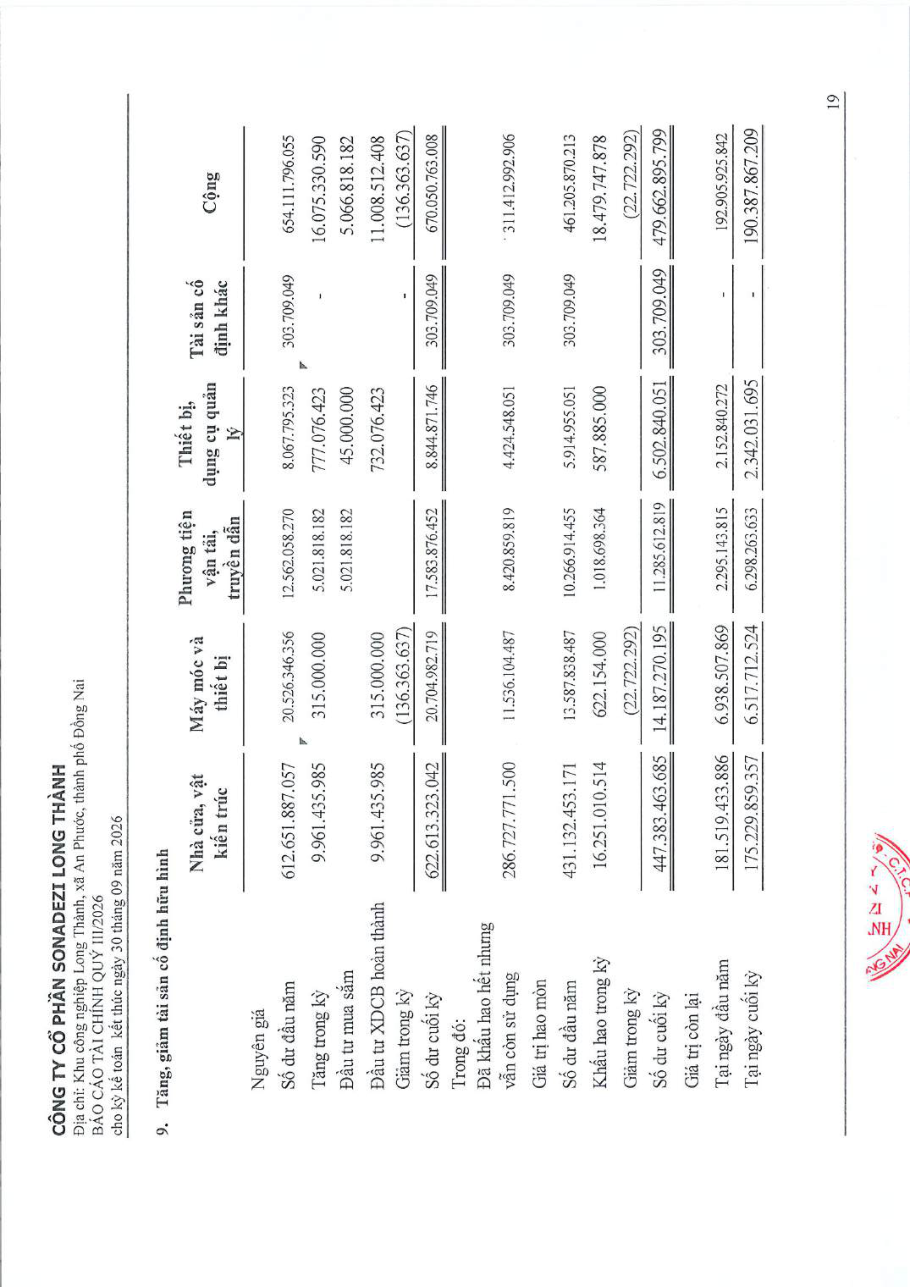 CÔNG TY CỔ PHẦN SONADEZI LONG THÀNH
Địa chỉ: Khu công nghiệp Long Thành, xã An Phước, thành phố Đồng Nai
BÁO CÁO TÀI CHÍNH QUÝ III/2026
cho kỳ kế toán kết thúc ngày 30 tháng 09 năm 2026
9. Tăng, giảm tài sản cố định hữu hình
Nhà cửa, vật kiến trúc Máy móc và thiết bị Phương tiện vận tải, truyền dẫn Thiết bị, dụng cụ quản lý Tài sản cố định khác Cộng
Nguyên giá
Số dư đầu năm 612.651.887.057 20.526.346.356 12.562.058.270 8.067.795.323 303.709.049 654.111.796.055
Tăng trong kỳ 9.961.435.985 315.000.000 5.021.818.182 777.076.423 - 16.075.330.590
Đầu tư mua sắm 5.021.818.182 45.000.000 5.066.818.182
Đầu tư XDCB hoàn thành 9.961.435.985 315.000.000 732.076.423 11.008.512.408
Giảm trong kỳ (136.363.637) - (136.363.637)
Số dư cuối kỳ 622.613.323.042 20.704.982.719 17.583.876.452 8.844.871.746 303.709.049 670.050.763.008
Trong đó:
Đã khấu hao hết nhưng
vẫn còn sử dụng 286.727.771.500 11.536.104.487 8.420.859.819 4.424.548.051 303.709.049 311.412.992.906
Giá trị hao mòn
Số dư đầu năm 431.132.453.171 13.587.838.487 10.266.914.455 5.914.955.051 303.709.049 461.205.870.213
Khấu hao trong kỳ 16.251.010.514 622.154.000 1.018.698.364 587.885.000 18.479.747.878
Giảm trong kỳ (22.722.292) (22.722.292)
Số dư cuối kỳ 447.383.463.685 14.187.270.195 11.285.612.819 6.502.840.051 303.709.049 479.662.895.799
Giá trị còn lại
Tại ngày đầu năm 181.519.433.886 6.938.507.869 2.295.143.815 2.152.840.272 - 192.905.925.842
Tại ngày cuối kỳ 175.229.859.357 6.517.712.524 6.298.263.633 2.342.031.695 - 190.387.867.209
19